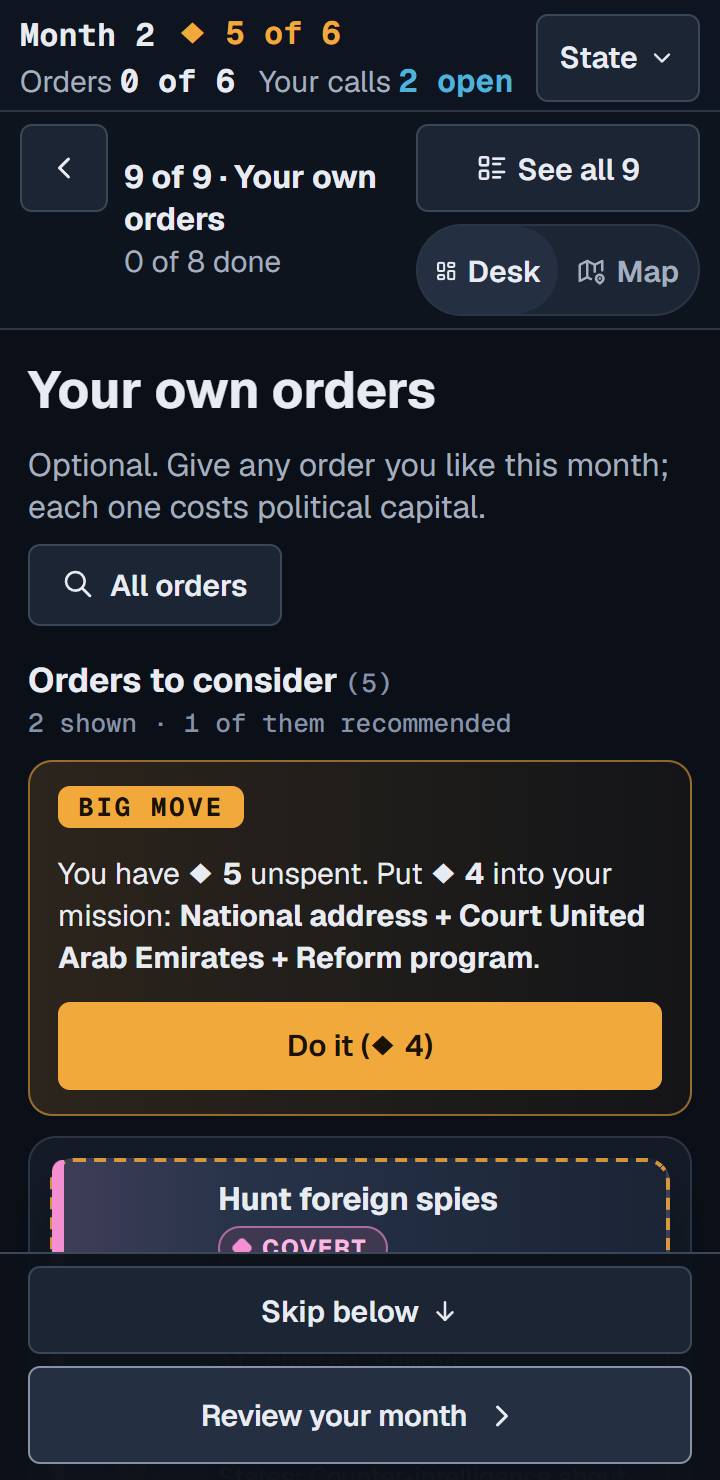 Month 2 ◆ 5 of 6
Orders 0 of 6 Your calls 2 open
State
9 of 9 · Your own
orders
0 of 8 done
See all 9
Desk
Map
Your own orders
Optional. Give any order you like this month;
each one costs political capital.
All orders
Orders to consider (5)
2 shown · 1 of them recommended
BIG MOVE
You have ◆ 5 unspent. Put ◆ 4 into your
mission: National address + Court United
Arab Emirates + Reform program.
Do it (◆ 4)
Hunt foreign spies
◆ COVERT
Skip below ↓
Review your month